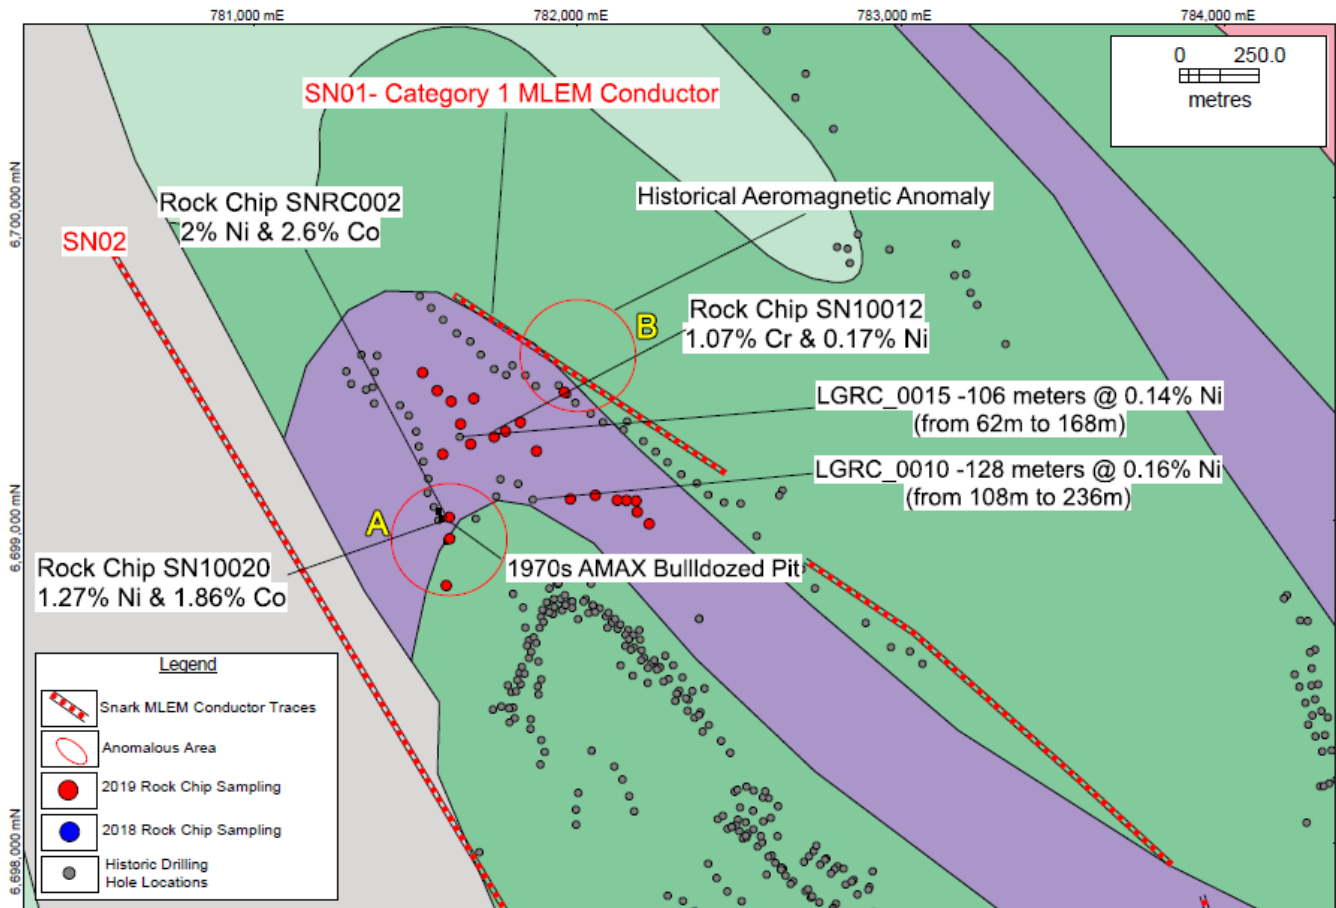 781,000 mE
782,000 mE
783,000 mE
784,000 mE
0 250.0
metres
SN01- Category 1 MLEM Conductor
6,700,000 mN
Rock Chip SNRC002
2% Ni & 2.6% Co
Historical Aeromagnetic Anomaly
SN02
B
Rock Chip SN10012
1.07% Cr & 0.17% Ni
LGRC_0015 -106 meters @ 0.14% Ni
(from 62m to 168m)
LGRC_0010 -128 meters @ 0.16% Ni
(from 108m to 236m)
6,699,000 mN
A
Rock Chip SN10020
1.27% Ni & 1.86% Co
1970s AMAX Bullldozed Pit
Legend
Snark MLEM Conductor Traces
Anomalous Area
2019 Rock Chip Sampling
2018 Rock Chip Sampling
Historic Drilling
Hole Locations
6,698,000 mN